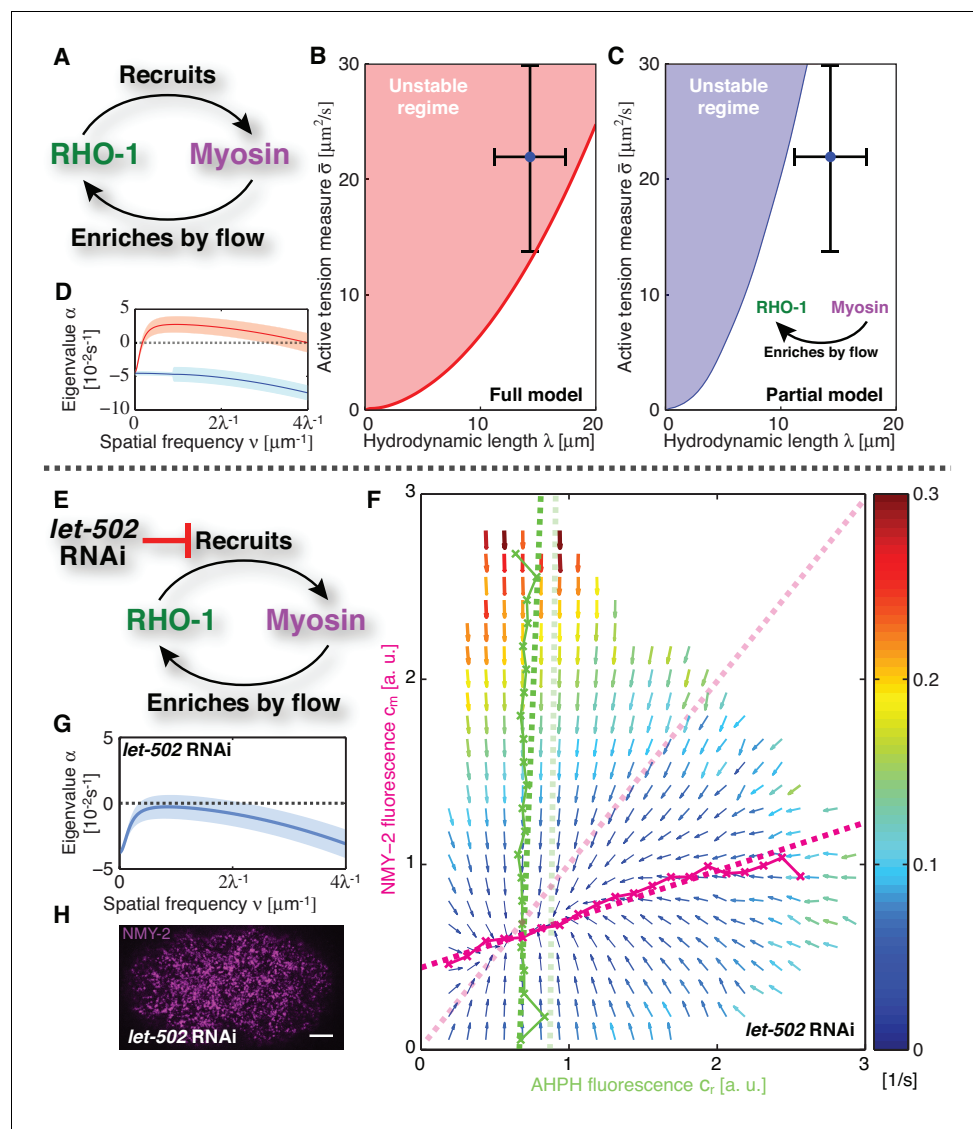 A
Recruits
RHO-1
Myosin
Enriches by flow
B
30
20
10
0
Active tension measure σ̄ [μm²/s]
Unstable
regime
Full model
10
20
Hydrodynamic length λ [μm]
C
30
20
10
0
Active tension measure σ̄ [μm²/s]
Unstable
regime
RHO-1
Myosin
Enriches by flow
Partial model
10
20
Hydrodynamic length λ [μm]
D
Eigenvalue α
[10⁻²s⁻¹]
5
0
−5
−10
0
2λ⁻¹
4λ⁻¹
Spatial frequency ν [μm⁻¹]
E
let-502
RNAi
Recruits
RHO-1
Myosin
Enriches by flow
F
3
2
1
0
NMY−2 fluorescence cₘ [a. u.]
0
1
2
3
AHPH fluorescence cᵣ [a. u.]
let-502 RNAi
0.3
0.2
0.1
0
[1/s]
G
let-502 RNAi
Eigenvalue α
[10⁻²s⁻¹]
5
0
−5
0
2λ⁻¹
4λ⁻¹
Spatial frequency ν [μm⁻¹]
H
NMY-2
let-502 RNAi